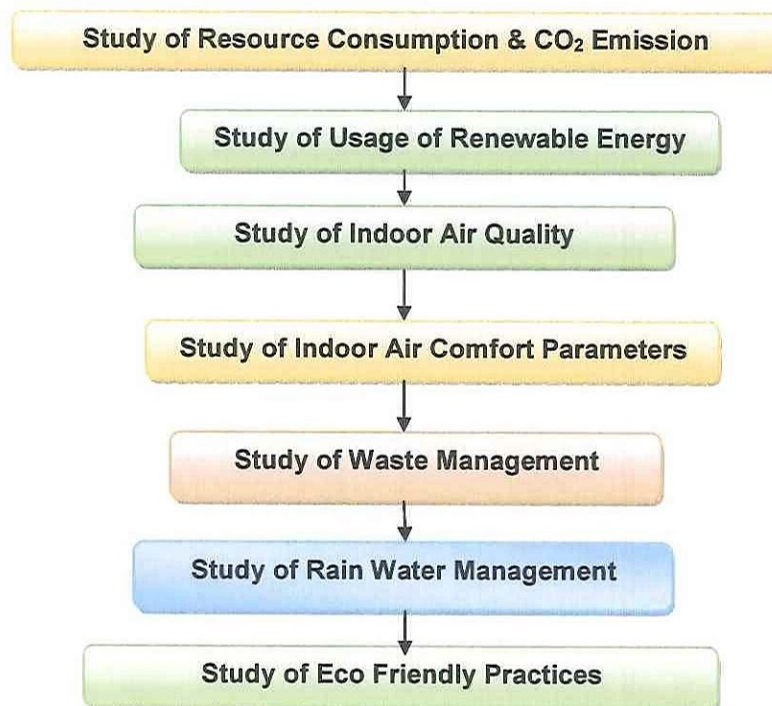 Study of Resource Consumption & CO₂ Emission
Study of Usage of Renewable Energy
Study of Indoor Air Quality
Study of Indoor Air Comfort Parameters
Study of Waste Management
Study of Rain Water Management
Study of Eco Friendly Practices